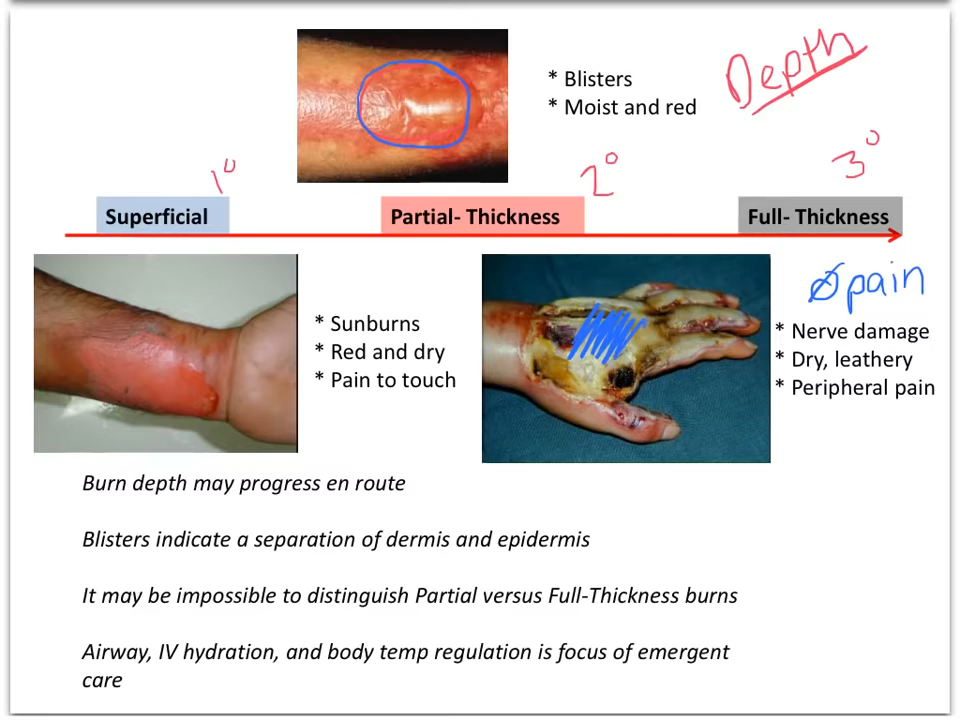 Depth
* Blisters
* Moist and red
1°
2°
3°
Superficial
Partial- Thickness
Full- Thickness
* Sunburns
* Red and dry
* Pain to touch
Ø pain
* Nerve damage
* Dry, leathery
* Peripheral pain
Burn depth may progress en route
Blisters indicate a separation of dermis and epidermis
It may be impossible to distinguish Partial versus Full-Thickness burns
Airway, IV hydration, and body temp regulation is focus of emergent
care